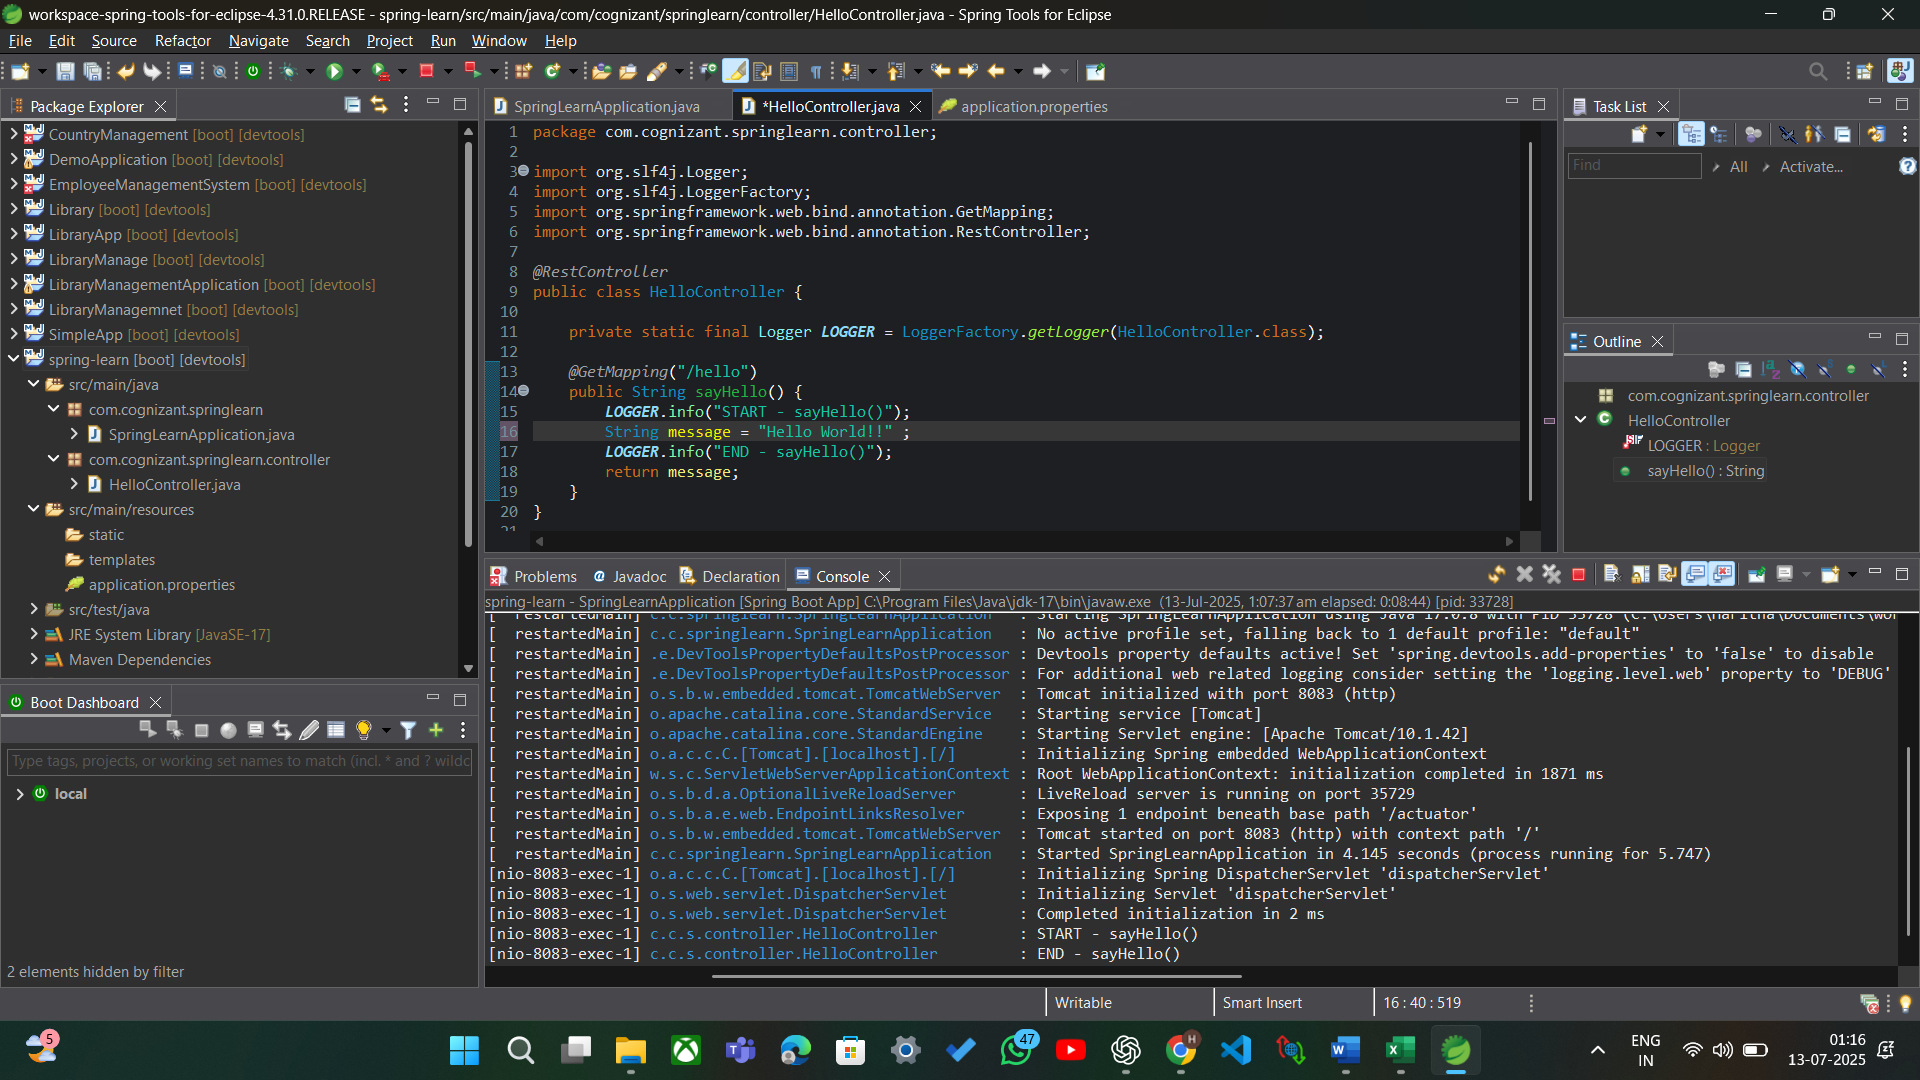 workspace-spring-tools-for-eclipse-4.31.0.RELEASE - spring-learn/src/main/java/com/cognizant/springlearn/controller/HelloController.java - Spring Tools for Eclipse
File Edit Source Refactor Navigate Search Project Run Window Help
Package Explorer
CountryManagement [boot] [devtools]
DemoApplication [boot] [devtools]
EmployeeManagementSystem [boot] [devtools]
Library [boot] [devtools]
LibraryApp [boot] [devtools]
LibraryManage [boot] [devtools]
LibraryManagementApplication [boot] [devtools]
LibraryManagemnet [boot] [devtools]
SimpleApp [boot] [devtools]
spring-learn [boot] [devtools]
src/main/java
com.cognizant.springlearn
SpringLearnApplication.java
com.cognizant.springlearn.controller
HelloController.java
src/main/resources
static
templates
application.properties
src/test/java
JRE System Library [JavaSE-17]
Maven Dependencies
Boot Dashboard
Type tags, projects, or working set names to match (incl. * and ? wildc
local
2 elements hidden by filter
SpringLearnApplication.java *HelloController.java application.properties
1 package com.cognizant.springlearn.controller;
2
3 import org.slf4j.Logger;
4 import org.slf4j.LoggerFactory;
5 import org.springframework.web.bind.annotation.GetMapping;
6 import org.springframework.web.bind.annotation.RestController;
7
8 @RestController
9 public class HelloController {
10
11 private static final Logger LOGGER = LoggerFactory.getLogger(HelloController.class);
12
13 @GetMapping("/hello")
14 public String sayHello() {
15 LOGGER.info("START - sayHello()");
16 String message = "Hello World!!" ;
17 LOGGER.info("END - sayHello()");
18 return message;
19 }
20 }
21
Task List
Find All Activate...
Outline
com.cognizant.springlearn.controller
HelloController
LOGGER : Logger
sayHello() : String
Problems Javadoc Declaration Console
spring-learn - SpringLearnApplication [Spring Boot App] C:\Program Files\Java\jdk-17\bin\javaw.exe (13-Jul-2025, 1:07:37 am elapsed: 0:08:44) [pid: 33728]
[ restartedMain] c.c.springlearn.SpringLearnApplication : Starting SpringLearnApplication using Java 17.0.8 with PID 33728 (C:\Users\haritha\Documents\wor
[ restartedMain] c.c.springlearn.SpringLearnApplication : No active profile set, falling back to 1 default profile: "default"
[ restartedMain] .e.DevToolsPropertyDefaultsPostProcessor : Devtools property defaults active! Set 'spring.devtools.add-properties' to 'false' to disable
[ restartedMain] .e.DevToolsPropertyDefaultsPostProcessor : For additional web related logging consider setting the 'logging.level.web' property to 'DEBUG'
[ restartedMain] o.s.b.w.embedded.tomcat.TomcatWebServer : Tomcat initialized with port 8083 (http)
[ restartedMain] o.apache.catalina.core.StandardService : Starting service [Tomcat]
[ restartedMain] o.apache.catalina.core.StandardEngine : Starting Servlet engine: [Apache Tomcat/10.1.42]
[ restartedMain] o.a.c.c.C.[Tomcat].[localhost].[/] : Initializing Spring embedded WebApplicationContext
[ restartedMain] w.s.c.ServletWebServerApplicationContext : Root WebApplicationContext: initialization completed in 1871 ms
[ restartedMain] o.s.b.d.a.OptionalLiveReloadServer : LiveReload server is running on port 35729
[ restartedMain] o.s.b.a.e.web.EndpointLinksResolver : Exposing 1 endpoint beneath base path '/actuator'
[ restartedMain] o.s.b.w.embedded.tomcat.TomcatWebServer : Tomcat started on port 8083 (http) with context path '/'
[ restartedMain] c.c.springlearn.SpringLearnApplication : Started SpringLearnApplication in 4.145 seconds (process running for 5.747)
[nio-8083-exec-1] o.a.c.c.C.[Tomcat].[localhost].[/] : Initializing Spring DispatcherServlet 'dispatcherServlet'
[nio-8083-exec-1] o.s.web.servlet.DispatcherServlet : Initializing Servlet 'dispatcherServlet'
[nio-8083-exec-1] o.s.web.servlet.DispatcherServlet : Completed initialization in 2 ms
[nio-8083-exec-1] c.c.s.controller.HelloController : START - sayHello()
[nio-8083-exec-1] c.c.s.controller.HelloController : END - sayHello()
Writable Smart Insert 16 : 40 : 519
5
47
H
ENG
IN
01:16
13-07-2025